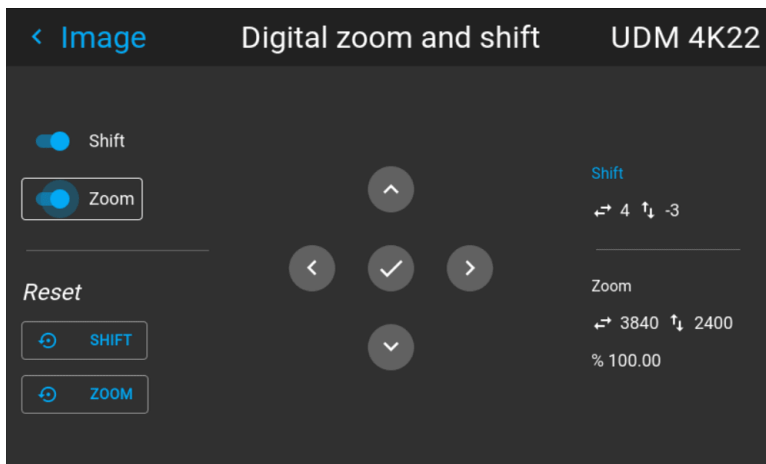 Image Digital zoom and shift UDM 4K22
Shift
Zoom
Reset
SHIFT
ZOOM
Shift
4 -3
Zoom
3840 2400
% 100.00